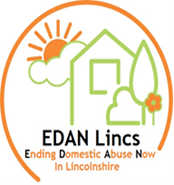 EDAN Lincs
Ending Domestic Abuse Now
in Lincolnshire